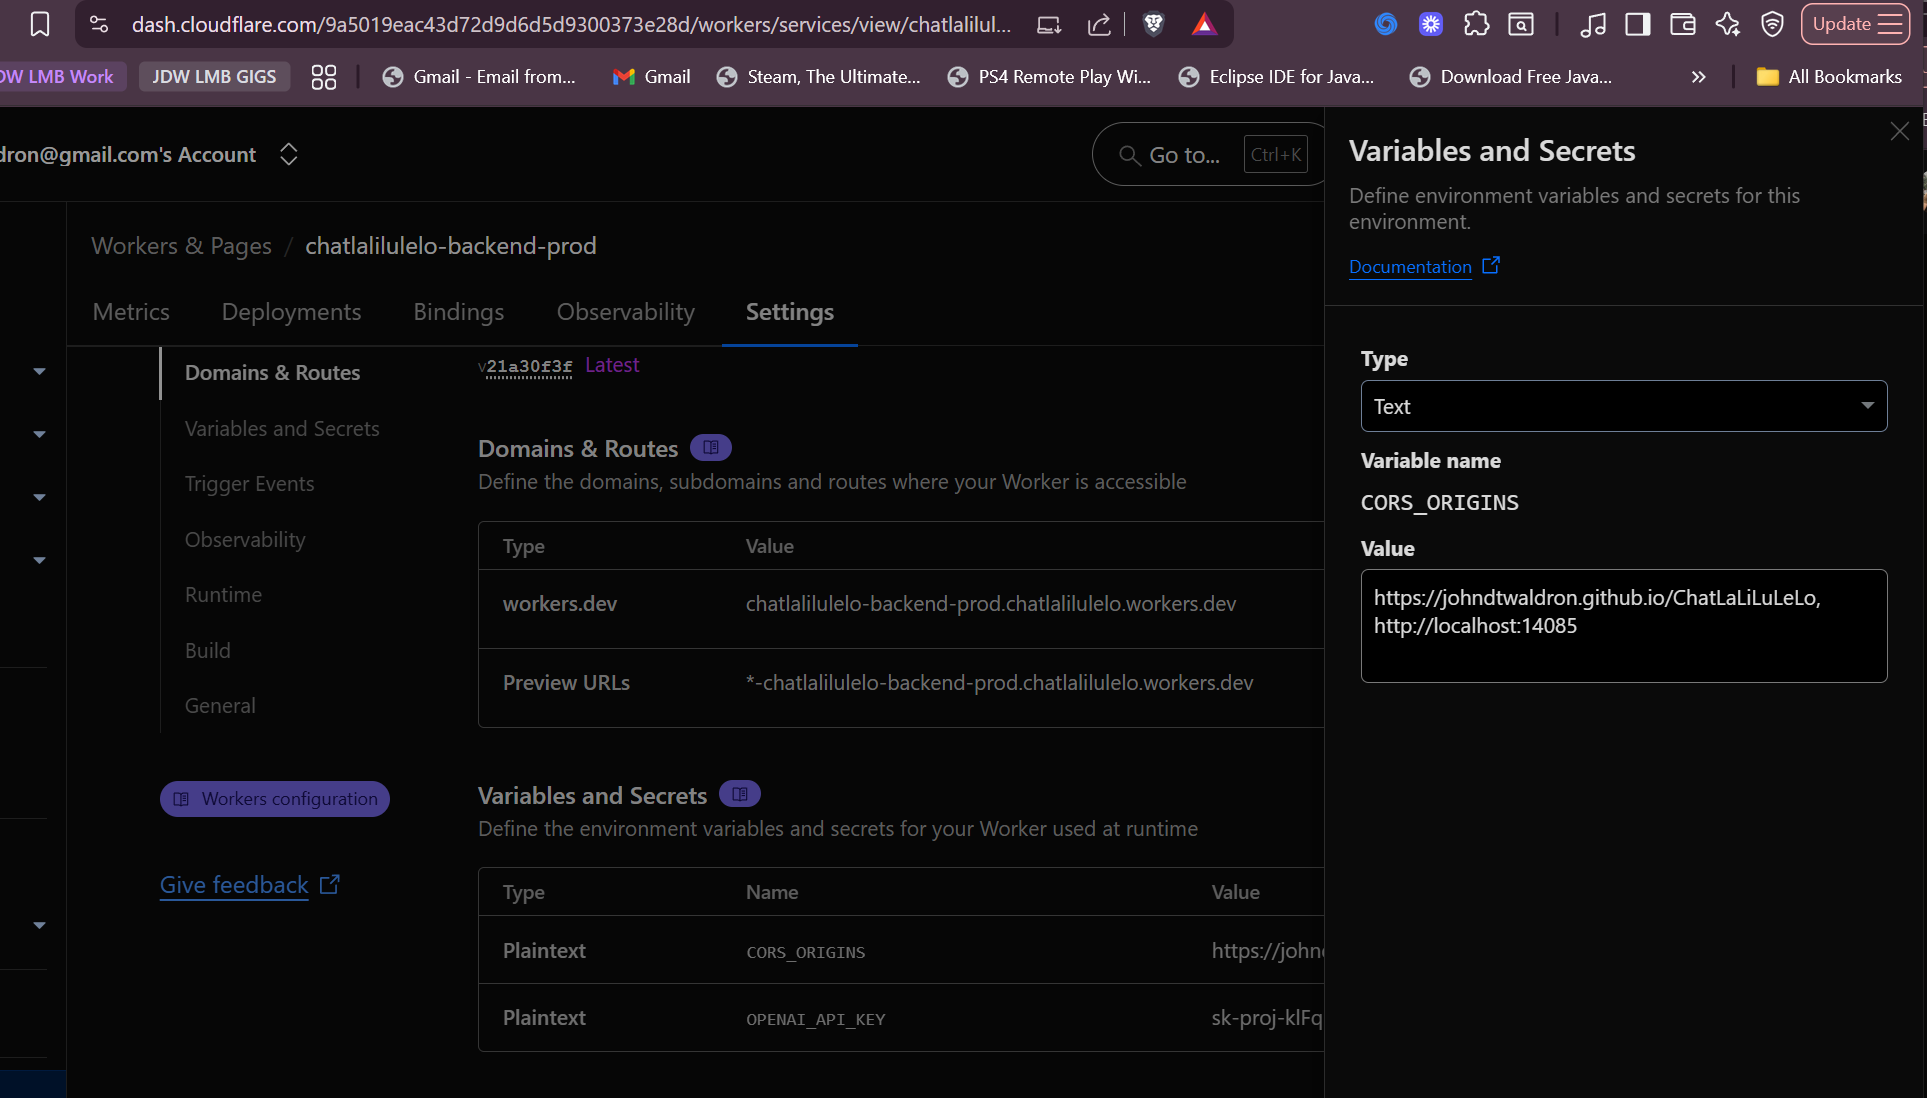 dash.cloudflare.com/9a5019eac43d72d9d6d5d9300373e28d/workers/services/view/chatlalilul...
Update
DW LMB Work
JDW LMB GIGS
Gmail - Email from...
Gmail
Steam, The Ultimate...
PS4 Remote Play Wi...
Eclipse IDE for Java...
Download Free Java...
»
All Bookmarks
dron@gmail.com's Account
Go to...
Ctrl+K
Workers & Pages / chatlalilulelo-backend-prod
Metrics
Deployments
Bindings
Observability
Settings
Domains & Routes
Variables and Secrets
Trigger Events
Observability
Runtime
Build
General
Workers configuration
Give feedback
v21a30f3f Latest
Domains & Routes
Define the domains, subdomains and routes where your Worker is accessible
Type Value
workers.dev chatlalilulelo-backend-prod.chatlalilulelo.workers.dev
Preview URLs *-chatlalilulelo-backend-prod.chatlalilulelo.workers.dev
Variables and Secrets
Define the environment variables and secrets for your Worker used at runtime
Type Name Value
Plaintext CORS_ORIGINS https://johnd
Plaintext OPENAI_API_KEY sk-proj-klFq
Variables and Secrets
Define environment variables and secrets for this
environment.
Documentation
Type
Text
Variable name
CORS_ORIGINS
Value
https://johndtwaldron.github.io/ChatLaLiLuLeLo,
http://localhost:14085